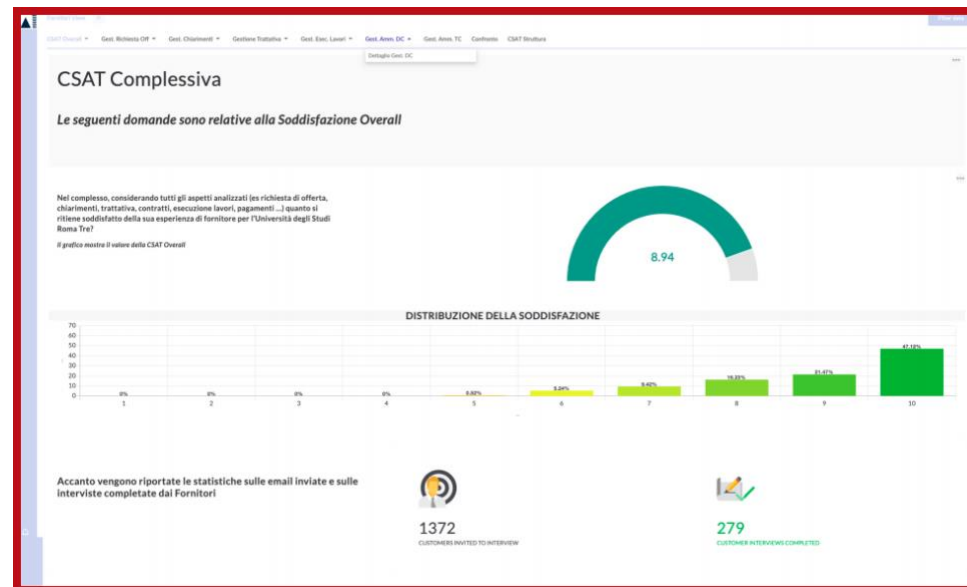 CSAT Overall Gest. Richiesta Off Gest. Chiarimenti Gestione Trattativa Gest. Esec. Lavori Gest. Amm. DC Gest. Amm. TC Confronto CSAT Struttura
Dettaglio Gest. DC
CSAT Complessiva
Le seguenti domande sono relative alla Soddisfazione Overall
Nel complesso, considerando tutti gli aspetti analizzati (es richiesta di offerta,
chiarimenti, trattativa, contratti, esecuzione lavori, pagamenti ...) quanto si
ritiene soddisfatto della sua esperienza di fornitore per l'Università degli Studi
Roma Tre?
Il grafico mostra il valore della CSAT Overall
8.94
DISTRIBUZIONE DELLA SODDISFAZIONE
70
60
50
40
30
20
10
0
0% 0% 0% 0% 5.24% 9.42% 21.47% 47.12%
1 2 3 4 5 6 7 8 9 10
Accanto vengono riportate le statistiche sulle email inviate e sulle
interviste completate dai Fornitori
1372
CUSTOMERS INVITED TO INTERVIEW
279
CUSTOMER INTERVIEWS COMPLETED